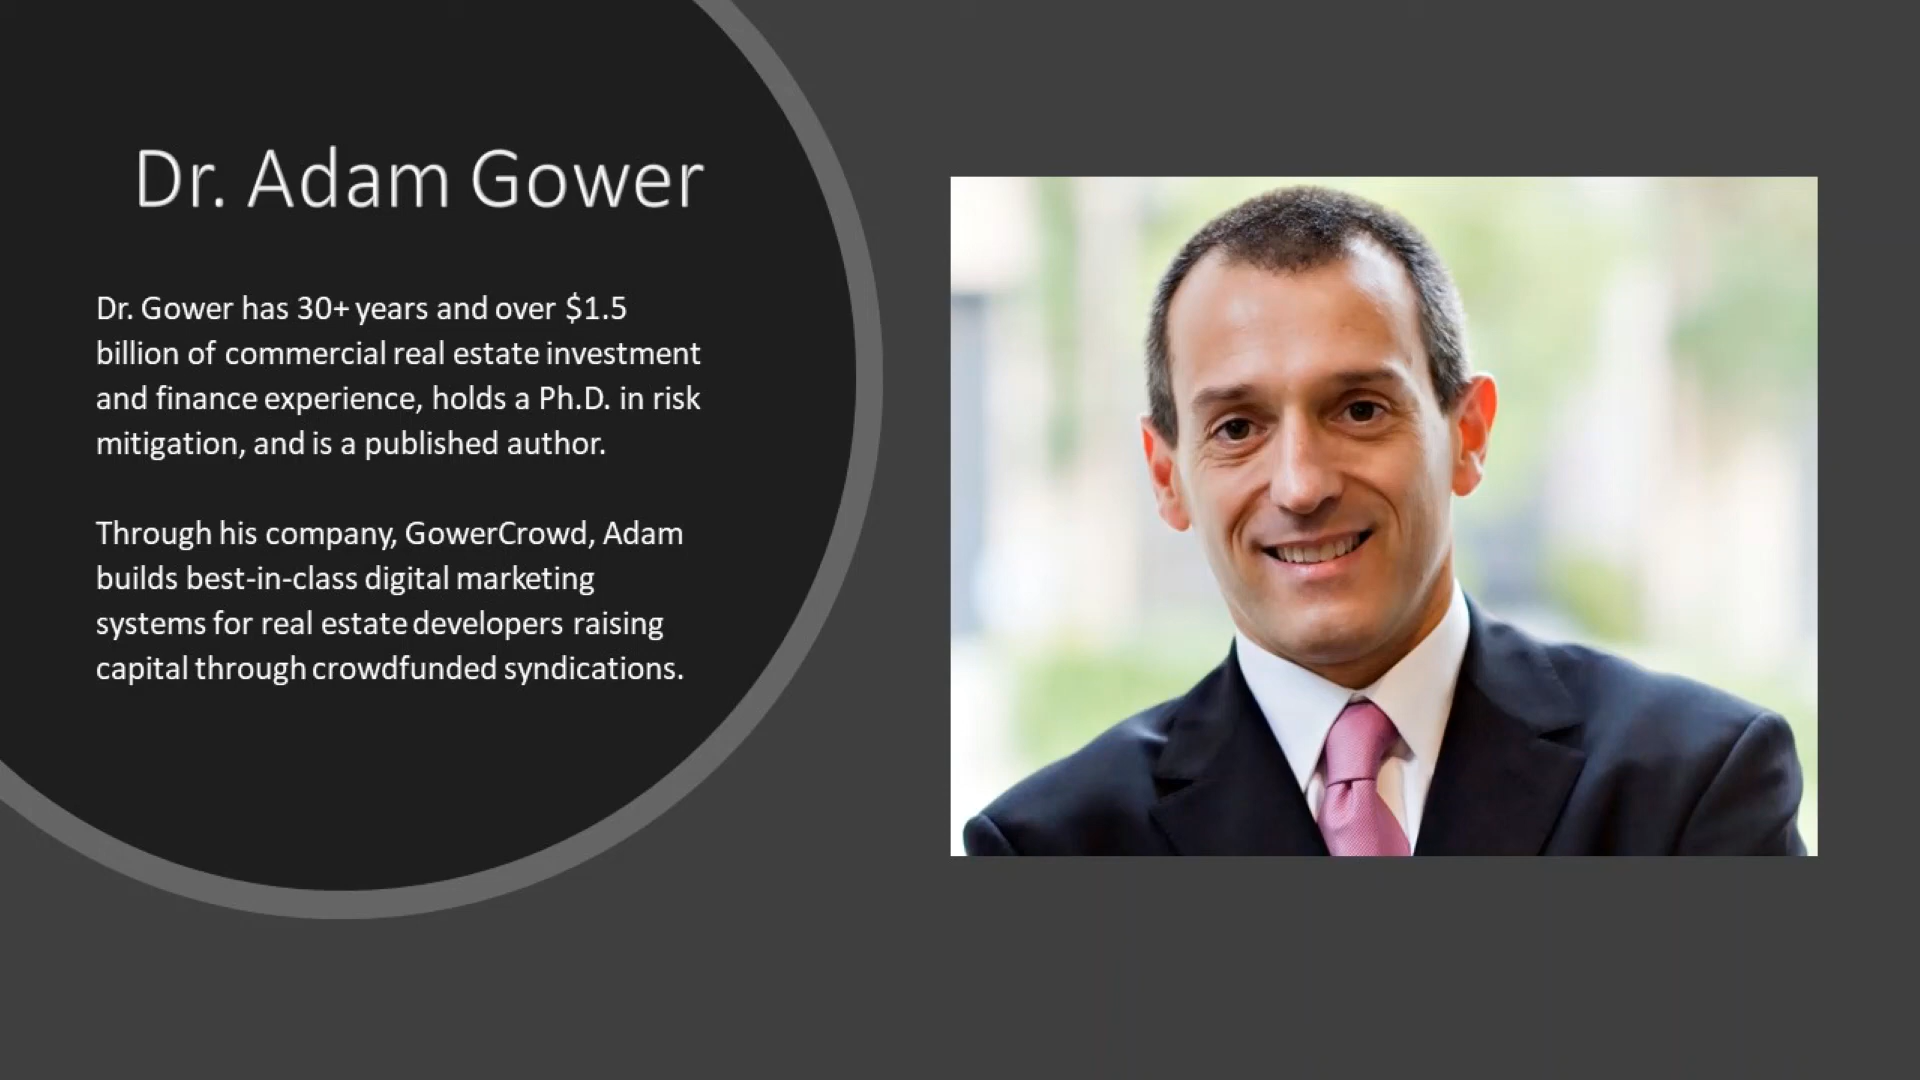 Dr. Adam Gower
Dr. Gower has 30+ years and over $1.5
billion of commercial real estate investment
and finance experience, holds a Ph.D. in risk
mitigation, and is a published author.
Through his company, GowerCrowd, Adam
builds best-in-class digital marketing
systems for real estate developers raising
capital through crowdfunded syndications.